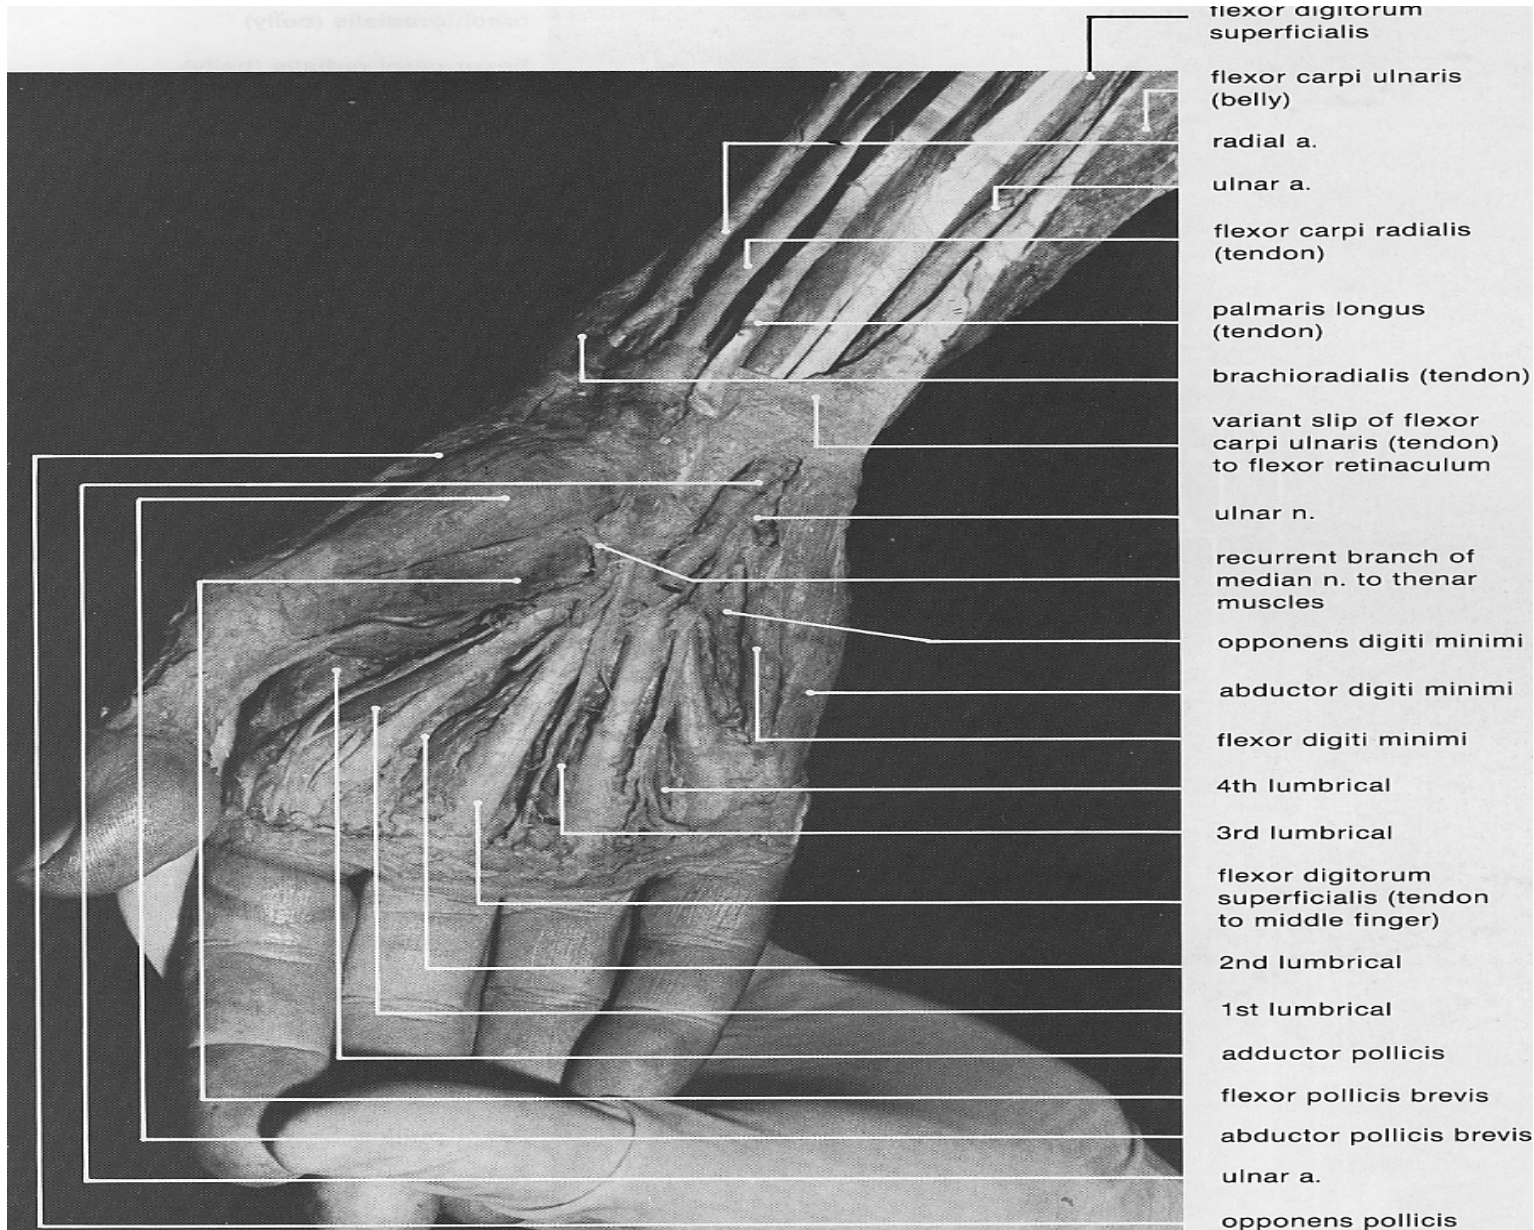 flexor digitorum
superficialis
flexor carpi ulnaris
(belly)
radial a.
ulnar a.
flexor carpi radialis
(tendon)
palmaris longus
(tendon)
brachioradialis (tendon)
variant slip of flexor
carpi ulnaris (tendon)
to flexor retinaculum
ulnar n.
recurrent branch of
median n. to thenar
muscles
opponens digiti minimi
abductor digiti minimi
flexor digiti minimi
4th lumbrical
3rd lumbrical
flexor digitorum
superficialis (tendon
to middle finger)
2nd lumbrical
1st lumbrical
adductor pollicis
flexor pollicis brevis
abductor pollicis brevis
ulnar a.
opponens pollicis